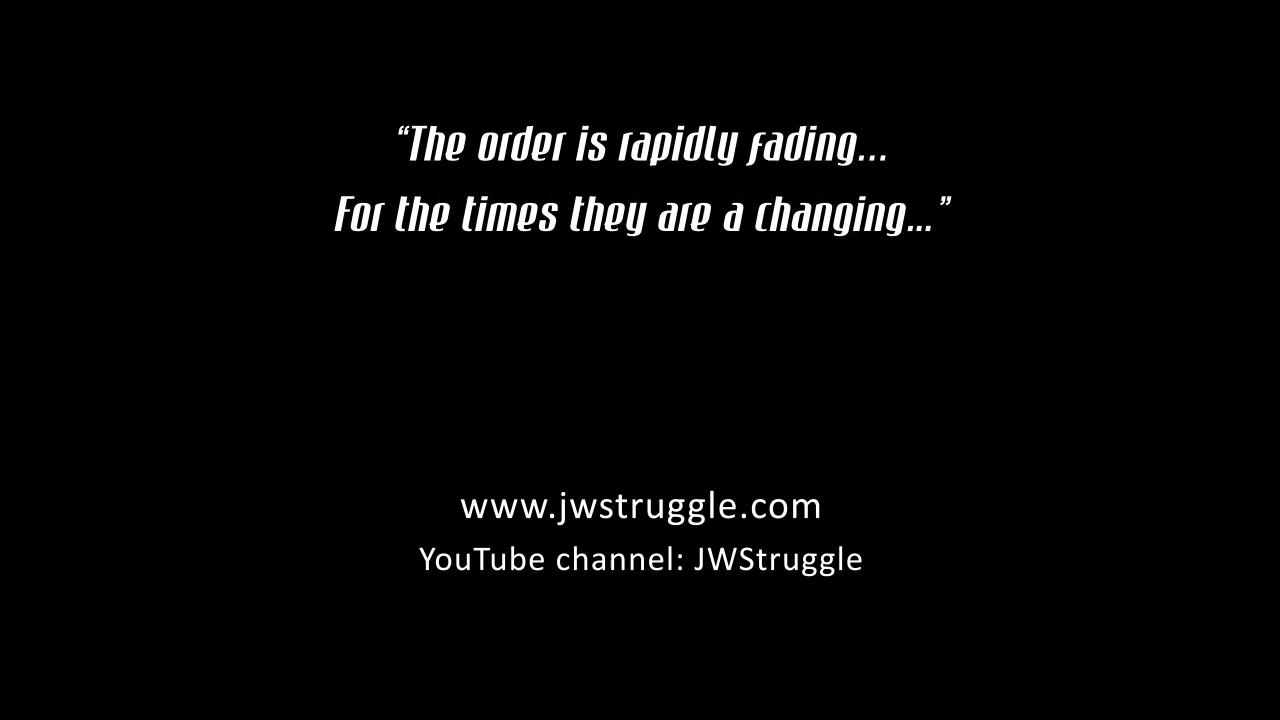 “The order is rapidly fading...
For the times they are a changing...”
www.jwstruggle.com
YouTube channel: JWStruggle